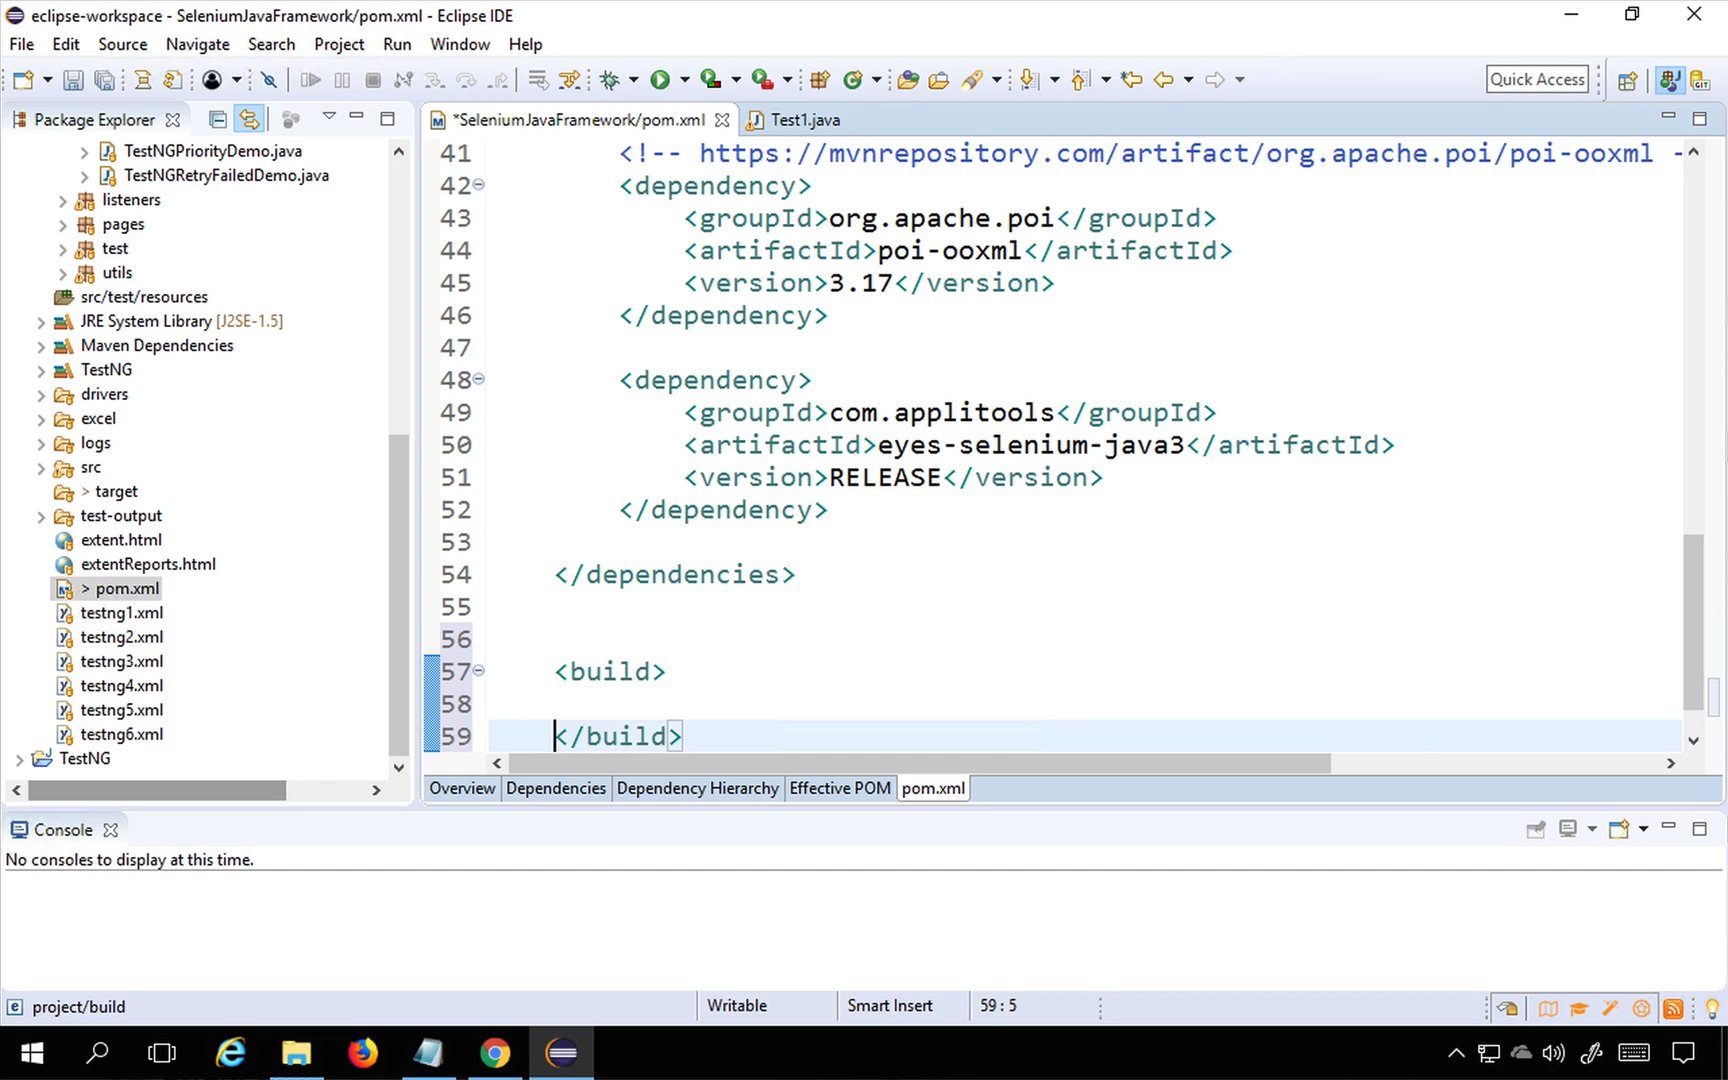 eclipse-workspace - SeleniumJavaFramework/pom.xml - Eclipse IDE
File Edit Source Navigate Search Project Run Window Help
Quick Access
Package Explorer
*SeleniumJavaFramework/pom.xml
Test1.java
TestNGPriorityDemo.java
TestNGRetryFailedDemo.java
listeners
pages
test
utils
src/test/resources
JRE System Library [J2SE-1.5]
Maven Dependencies
TestNG
drivers
excel
logs
src
> target
test-output
extent.html
extentReports.html
> pom.xml
testng1.xml
testng2.xml
testng3.xml
testng4.xml
testng5.xml
testng6.xml
TestNG
41 <!-- https://mvnrepository.com/artifact/org.apache.poi/poi-ooxml -
42 <dependency>
43 <groupId>org.apache.poi</groupId>
44 <artifactId>poi-ooxml</artifactId>
45 <version>3.17</version>
46 </dependency>
47
48 <dependency>
49 <groupId>com.applitools</groupId>
50 <artifactId>eyes-selenium-java3</artifactId>
51 <version>RELEASE</version>
52 </dependency>
53
54 </dependencies>
55
56
57 <build>
58
59 </build>
Overview Dependencies Dependency Hierarchy Effective POM pom.xml
Console
No consoles to display at this time.
project/build
Writable
Smart Insert
59 : 5